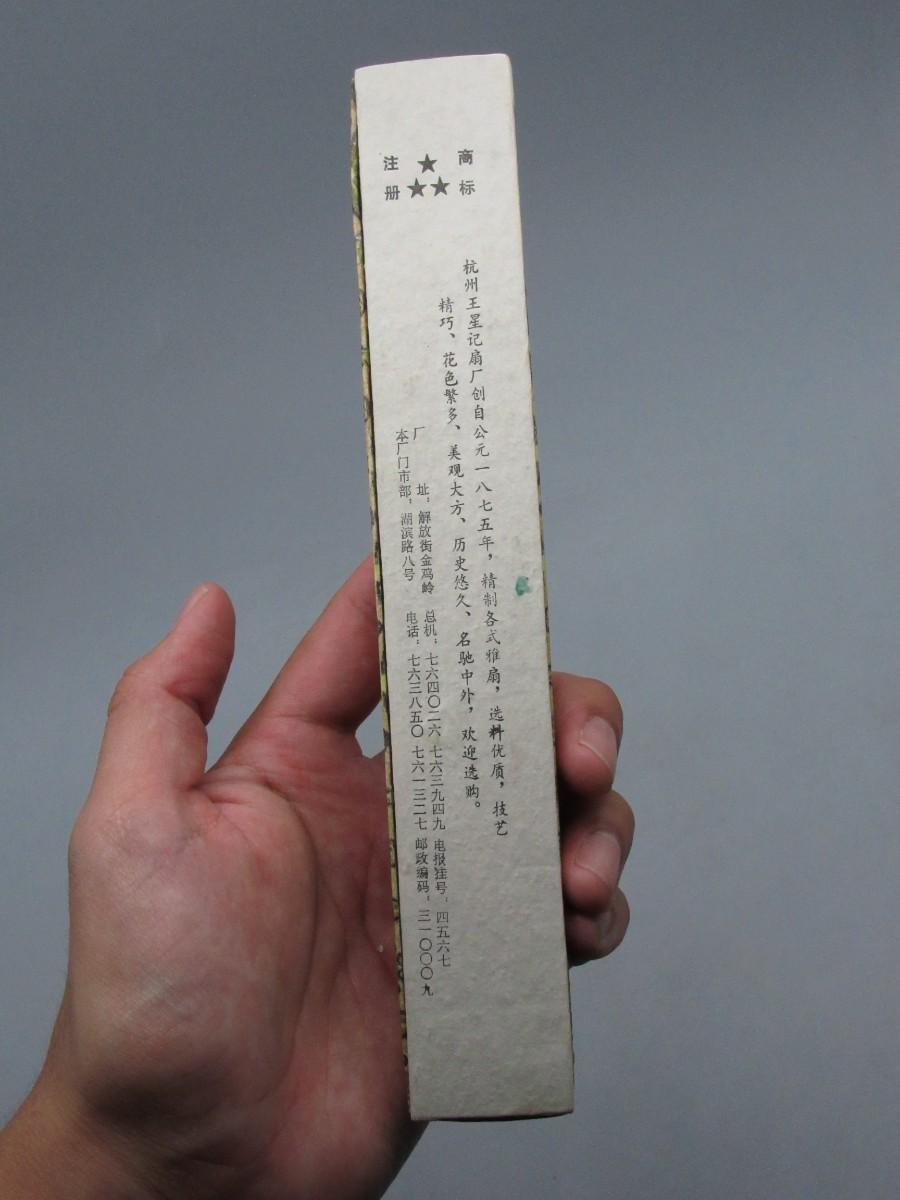 注 ★ 商
册 ★★ 标
杭州王星记扇厂创自公元一八七五年，精制各式雅扇，选料优质，技艺
精巧、花色繁多、美观大方、历史悠久、名驰中外，欢迎选购。
厂　址：解放街金鸡岭　总机：七六四〇二六　七六三九四九　电报挂号：四五六七
本厂门市部：湖滨路八号　电话：七六三八五〇　七六一三二七　邮政编码：三一〇〇〇九